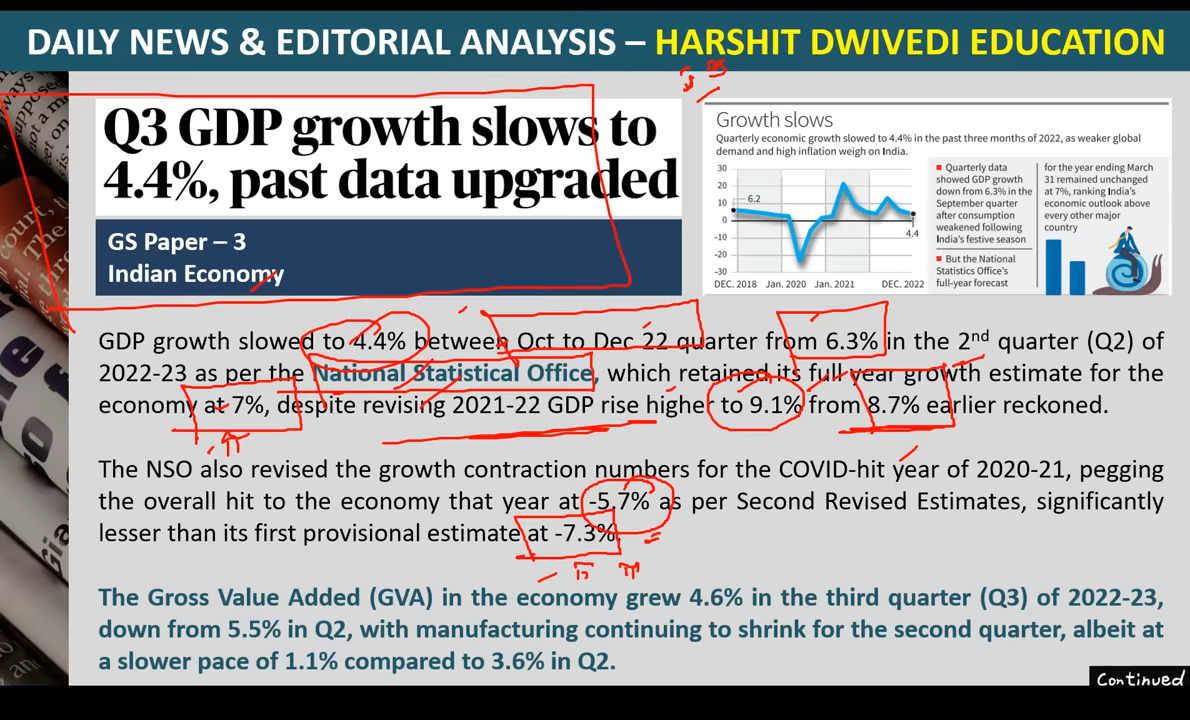 DAILY NEWS & EDITORIAL ANALYSIS – HARSHIT DWIVEDI EDUCATION
Q3 GDP growth slows to
4.4%, past data upgraded
GS Paper – 3
Indian Economy
Growth slows
Quarterly economic growth slowed to 4.4% in the past three months of 2022, as weaker global
demand and high inflation weigh on India.
30
20
10
0
-10
-20
-30
6.2
4.4
DEC. 2018 Jan. 2020 Jan. 2021 DEC. 2022
Quarterly data
showed GDP growth
down from 6.3% in the
September quarter
after consumption
weakened following
India's festive season
But the National
Statistics Office's
full-year forecast
for the year ending March
31 remained unchanged
at 7%, ranking India's
economic outlook above
every other major
country
GDP growth slowed to 4.4% between Oct to Dec 22 quarter from 6.3% in the 2nd quarter (Q2) of
2022-23 as per the National Statistical Office, which retained its full year growth estimate for the
economy at 7%, despite revising 2021-22 GDP rise higher to 9.1% from 8.7% earlier reckoned.
The NSO also revised the growth contraction numbers for the COVID-hit year of 2020-21, pegging
the overall hit to the economy that year at -5.7% as per Second Revised Estimates, significantly
lesser than its first provisional estimate at -7.3%.
The Gross Value Added (GVA) in the economy grew 4.6% in the third quarter (Q3) of 2022-23,
down from 5.5% in Q2, with manufacturing continuing to shrink for the second quarter, albeit at
a slower pace of 1.1% compared to 3.6% in Q2.
Continued